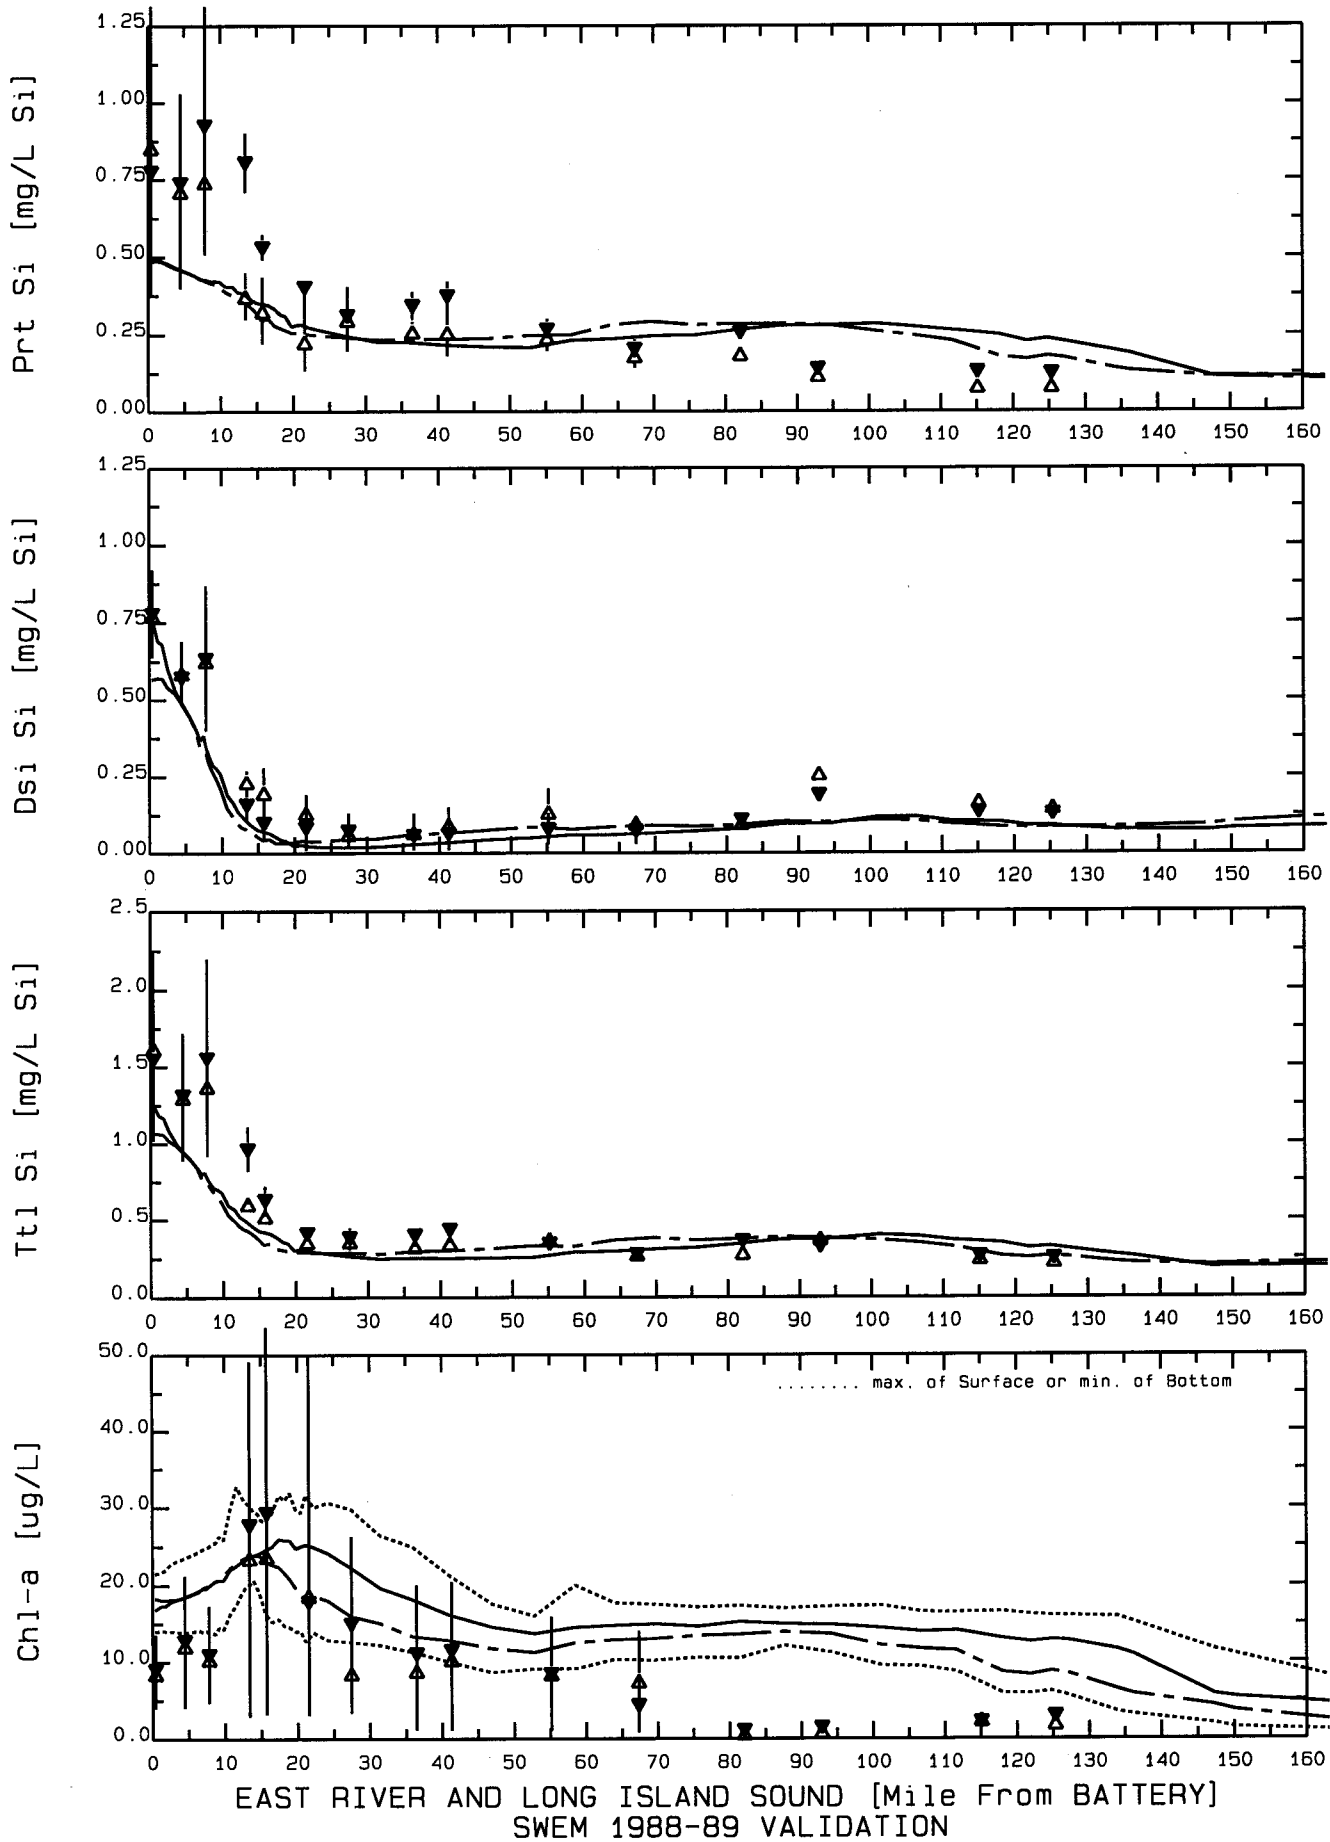 Prt Si [mg/L Si]
1.25
1.00
0.75
0.50
0.25
0.00
0 10 20 30 40 50 60 70 80 90 100 110 120 130 140 150 160
Dsi Si [mg/L Si]
1.25
1.00
0.75
0.50
0.25
0.00
0 10 20 30 40 50 60 70 80 90 100 110 120 130 140 150 160
Ttl Si [mg/L Si]
2.5
2.0
1.5
1.0
0.5
0.0
0 10 20 30 40 50 60 70 80 90 100 110 120 130 140 150 160
Chl-a [ug/L]
50.0
........ max. of Surface or min. of Bottom
40.0
30.0
20.0
10.0
0.0
0 10 20 30 40 50 60 70 80 90 100 110 120 130 140 150 160
EAST RIVER AND LONG ISLAND SOUND [Mile From BATTERY]
SWEM 1988-89 VALIDATION